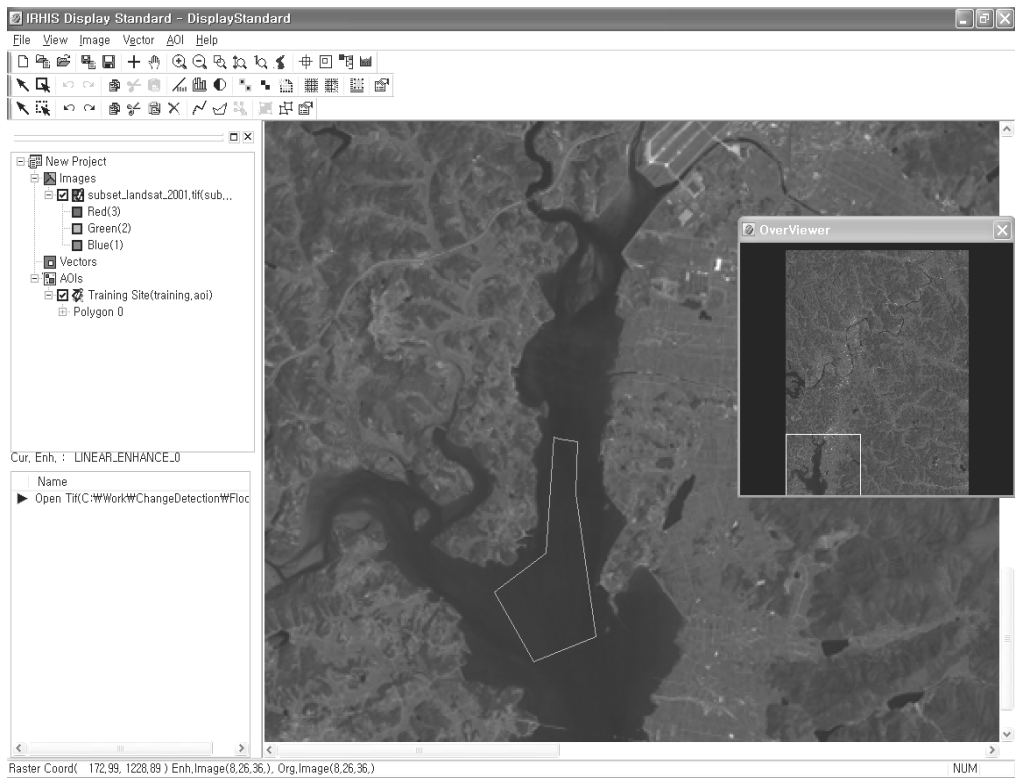 IRHIS Display Standard - DisplayStandard
File View Image Vector AOI Help
New Project
Images
subset_landsat_2001,tif(sub,,,
Red(3)
Green(2)
Blue(1)
Vectors
AOIs
Training Site(training,aoi)
Polygon 0
OverViewer
Cur, Enh, : LINEAR_ENHANCE_0
Name
Open Tif(C:₩Work₩ChangeDetection₩Floc
Raster Coord( 172,99, 1228,89 ) Enh,Image(8,26,36,), Org,Image(8,26,36,)
NUM